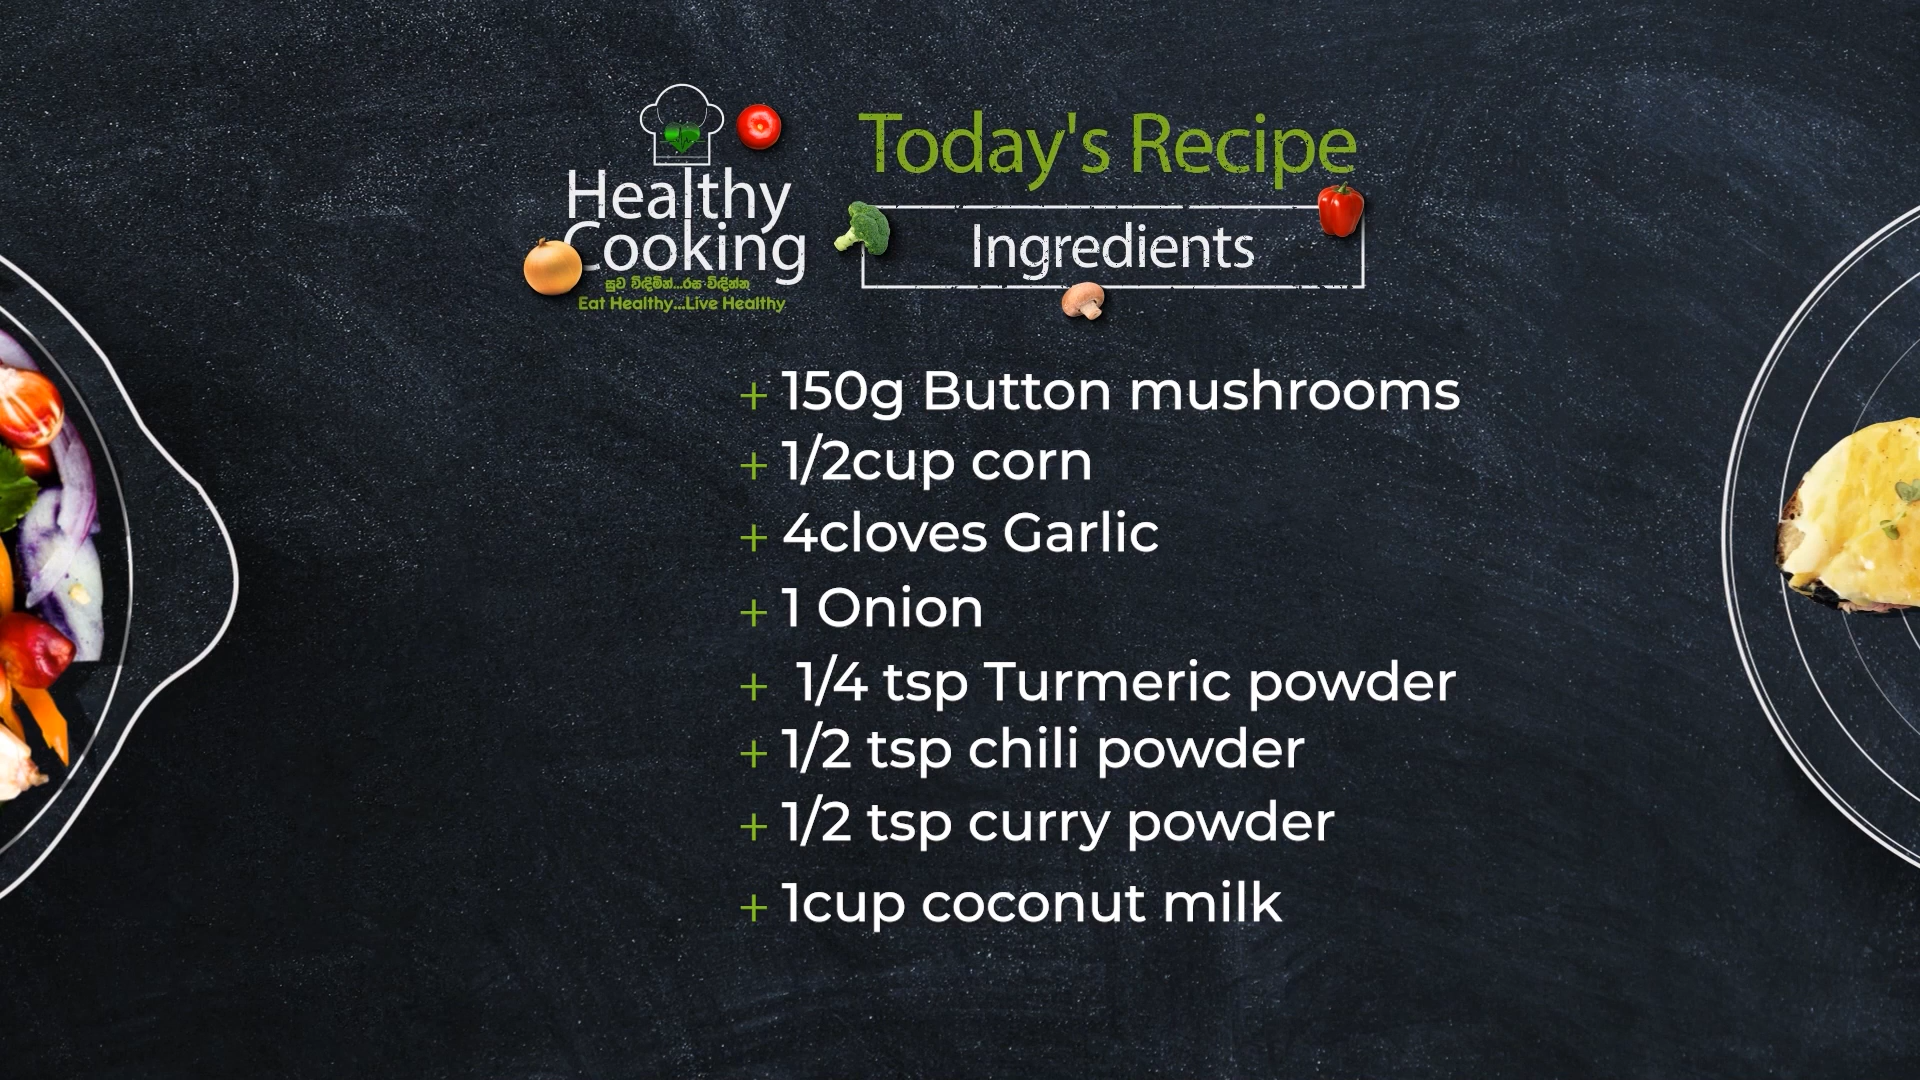 Healthy
Cooking
සුව විඳිමින්...රස විඳින්න
Eat Healthy...Live Healthy
Today's Recipe
Ingredients
+ 150g Button mushrooms
+ 1/2cup corn
+ 4cloves Garlic
+ 1 Onion
+ 1/4 tsp Turmeric powder
+ 1/2 tsp chili powder
+ 1/2 tsp curry powder
+ 1cup coconut milk